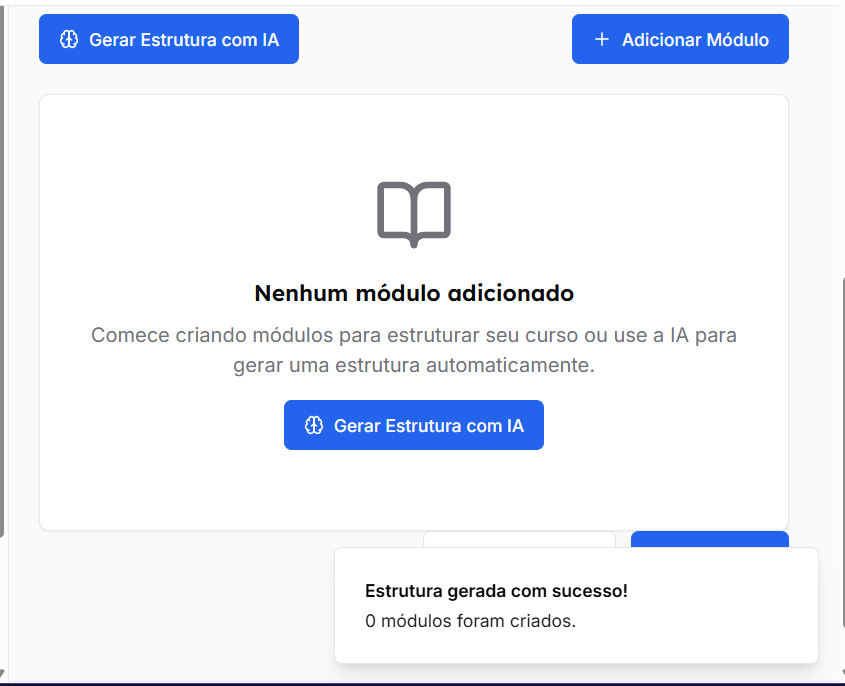 Gerar Estrutura com IA
+ Adicionar Módulo
Nenhum módulo adicionado
Comece criando módulos para estruturar seu curso ou use a IA para
gerar uma estrutura automaticamente.
Gerar Estrutura com IA
Estrutura gerada com sucesso!
0 módulos foram criados.